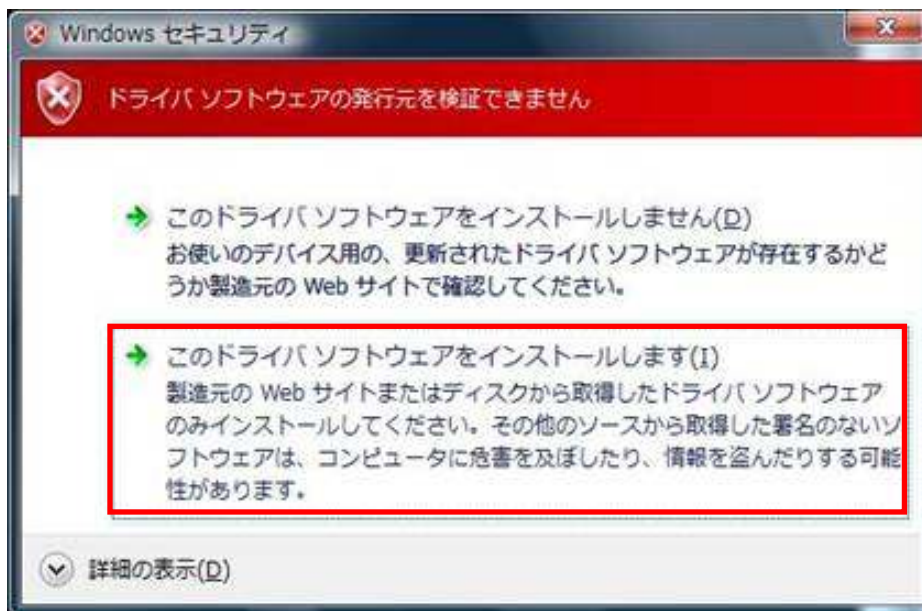 Windows セキュリティ
ドライバ ソフトウェアの発行元を検証できません
このドライバ ソフトウェアをインストールしません(D)
お使いのデバイス用の、更新されたドライバ ソフトウェアが存在するかど
うか製造元の Web サイトで確認してください。
このドライバ ソフトウェアをインストールします(I)
製造元の Web サイトまたはディスクから取得したドライバ ソフトウェア
のみインストールしてください。その他のソースから取得した署名のないソ
フトウェアは、コンピュータに危害を及ぼしたり、情報を盗んだりする可能
性があります。
詳細の表示(D)